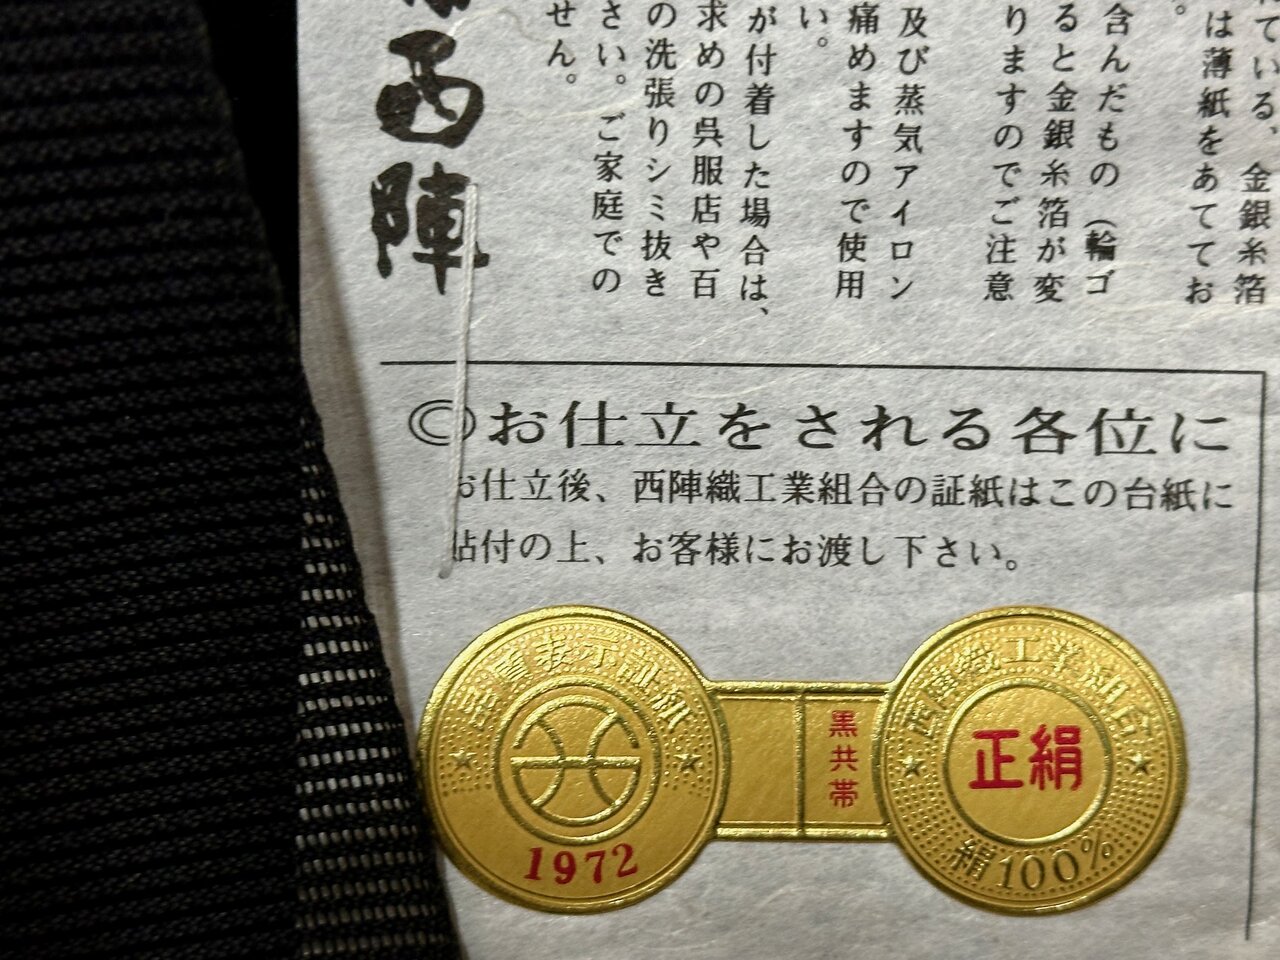 西陣
ている、金銀糸箔
は薄紙をあててお
。
含んだもの(輪ゴ
ると金銀糸箔が変
りますのでご注意
及び蒸気アイロン
痛めますので使用
い。
が付着した場合は、
求めの呉服店や百
の洗張りシミ抜き
さい。ご家庭での
せん。
◎お仕立をされる各位に
お仕立後、西陣織工業組合の証紙はこの台紙に
貼付の上、お客様にお渡し下さい。
品質表示証紙
1972
黒共帯
西陣織工業組合
正絹
絹100%